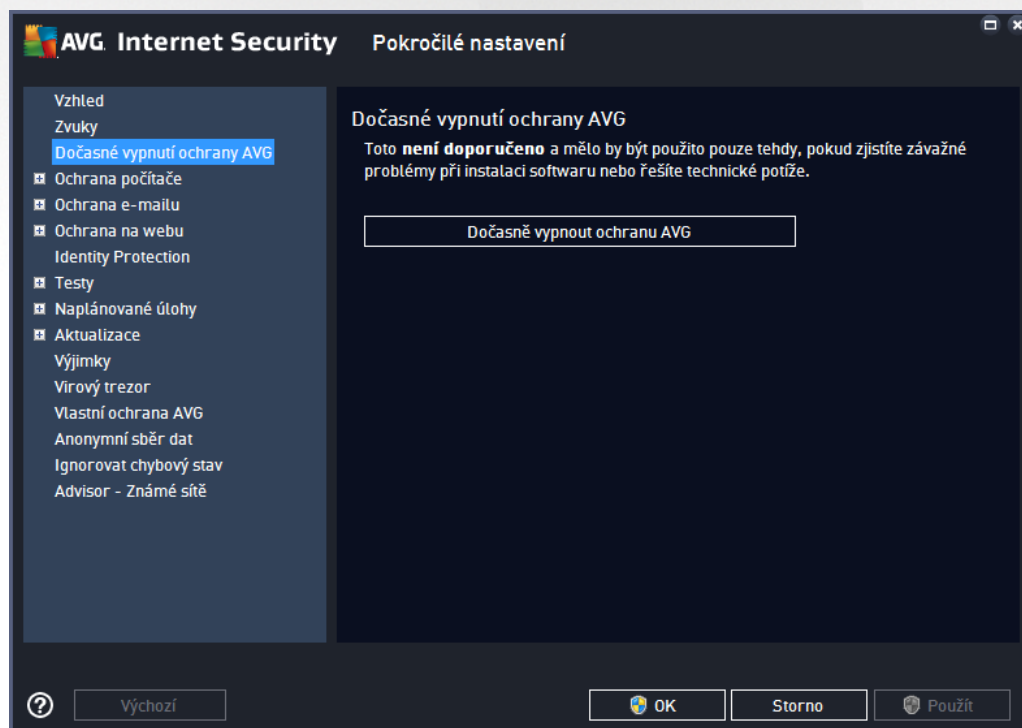 AVG. Internet Security Pokročilé nastavení
Vzhled
Zvuky
Dočasné vypnutí ochrany AVG
Ochrana počítače
Ochrana e-mailu
Ochrana na webu
Identity Protection
Testy
Naplánované úlohy
Aktualizace
Výjimky
Virový trezor
Vlastní ochrana AVG
Anonymní sběr dat
Ignorovat chybový stav
Advisor - Známé sítě
Dočasné vypnutí ochrany AVG
Toto není doporučeno a mělo by být použito pouze tehdy, pokud zjistíte závažné
problémy při instalaci softwaru nebo řešíte technické potíže.
Dočasně vypnout ochranu AVG
Výchozí
OK
Storno
Použít